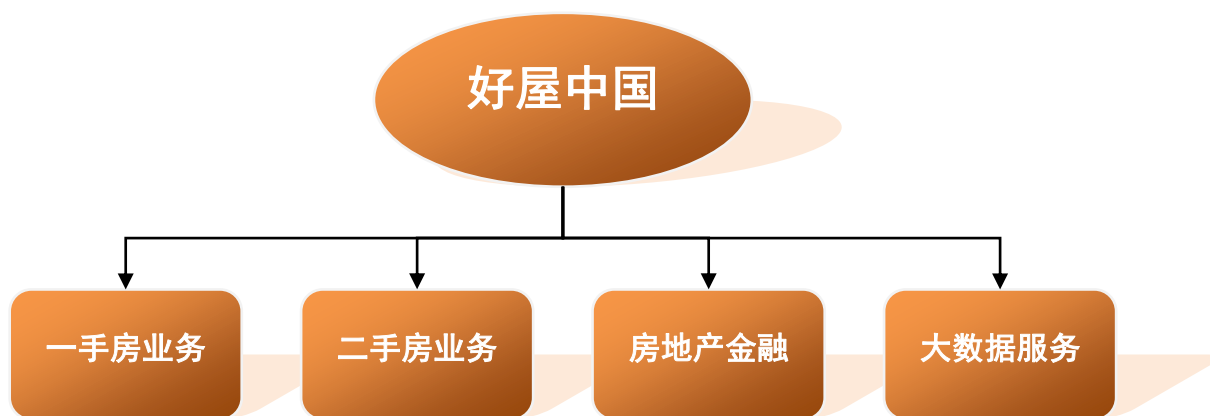 好屋中国
一手房业务
二手房业务
房地产金融
大数据服务